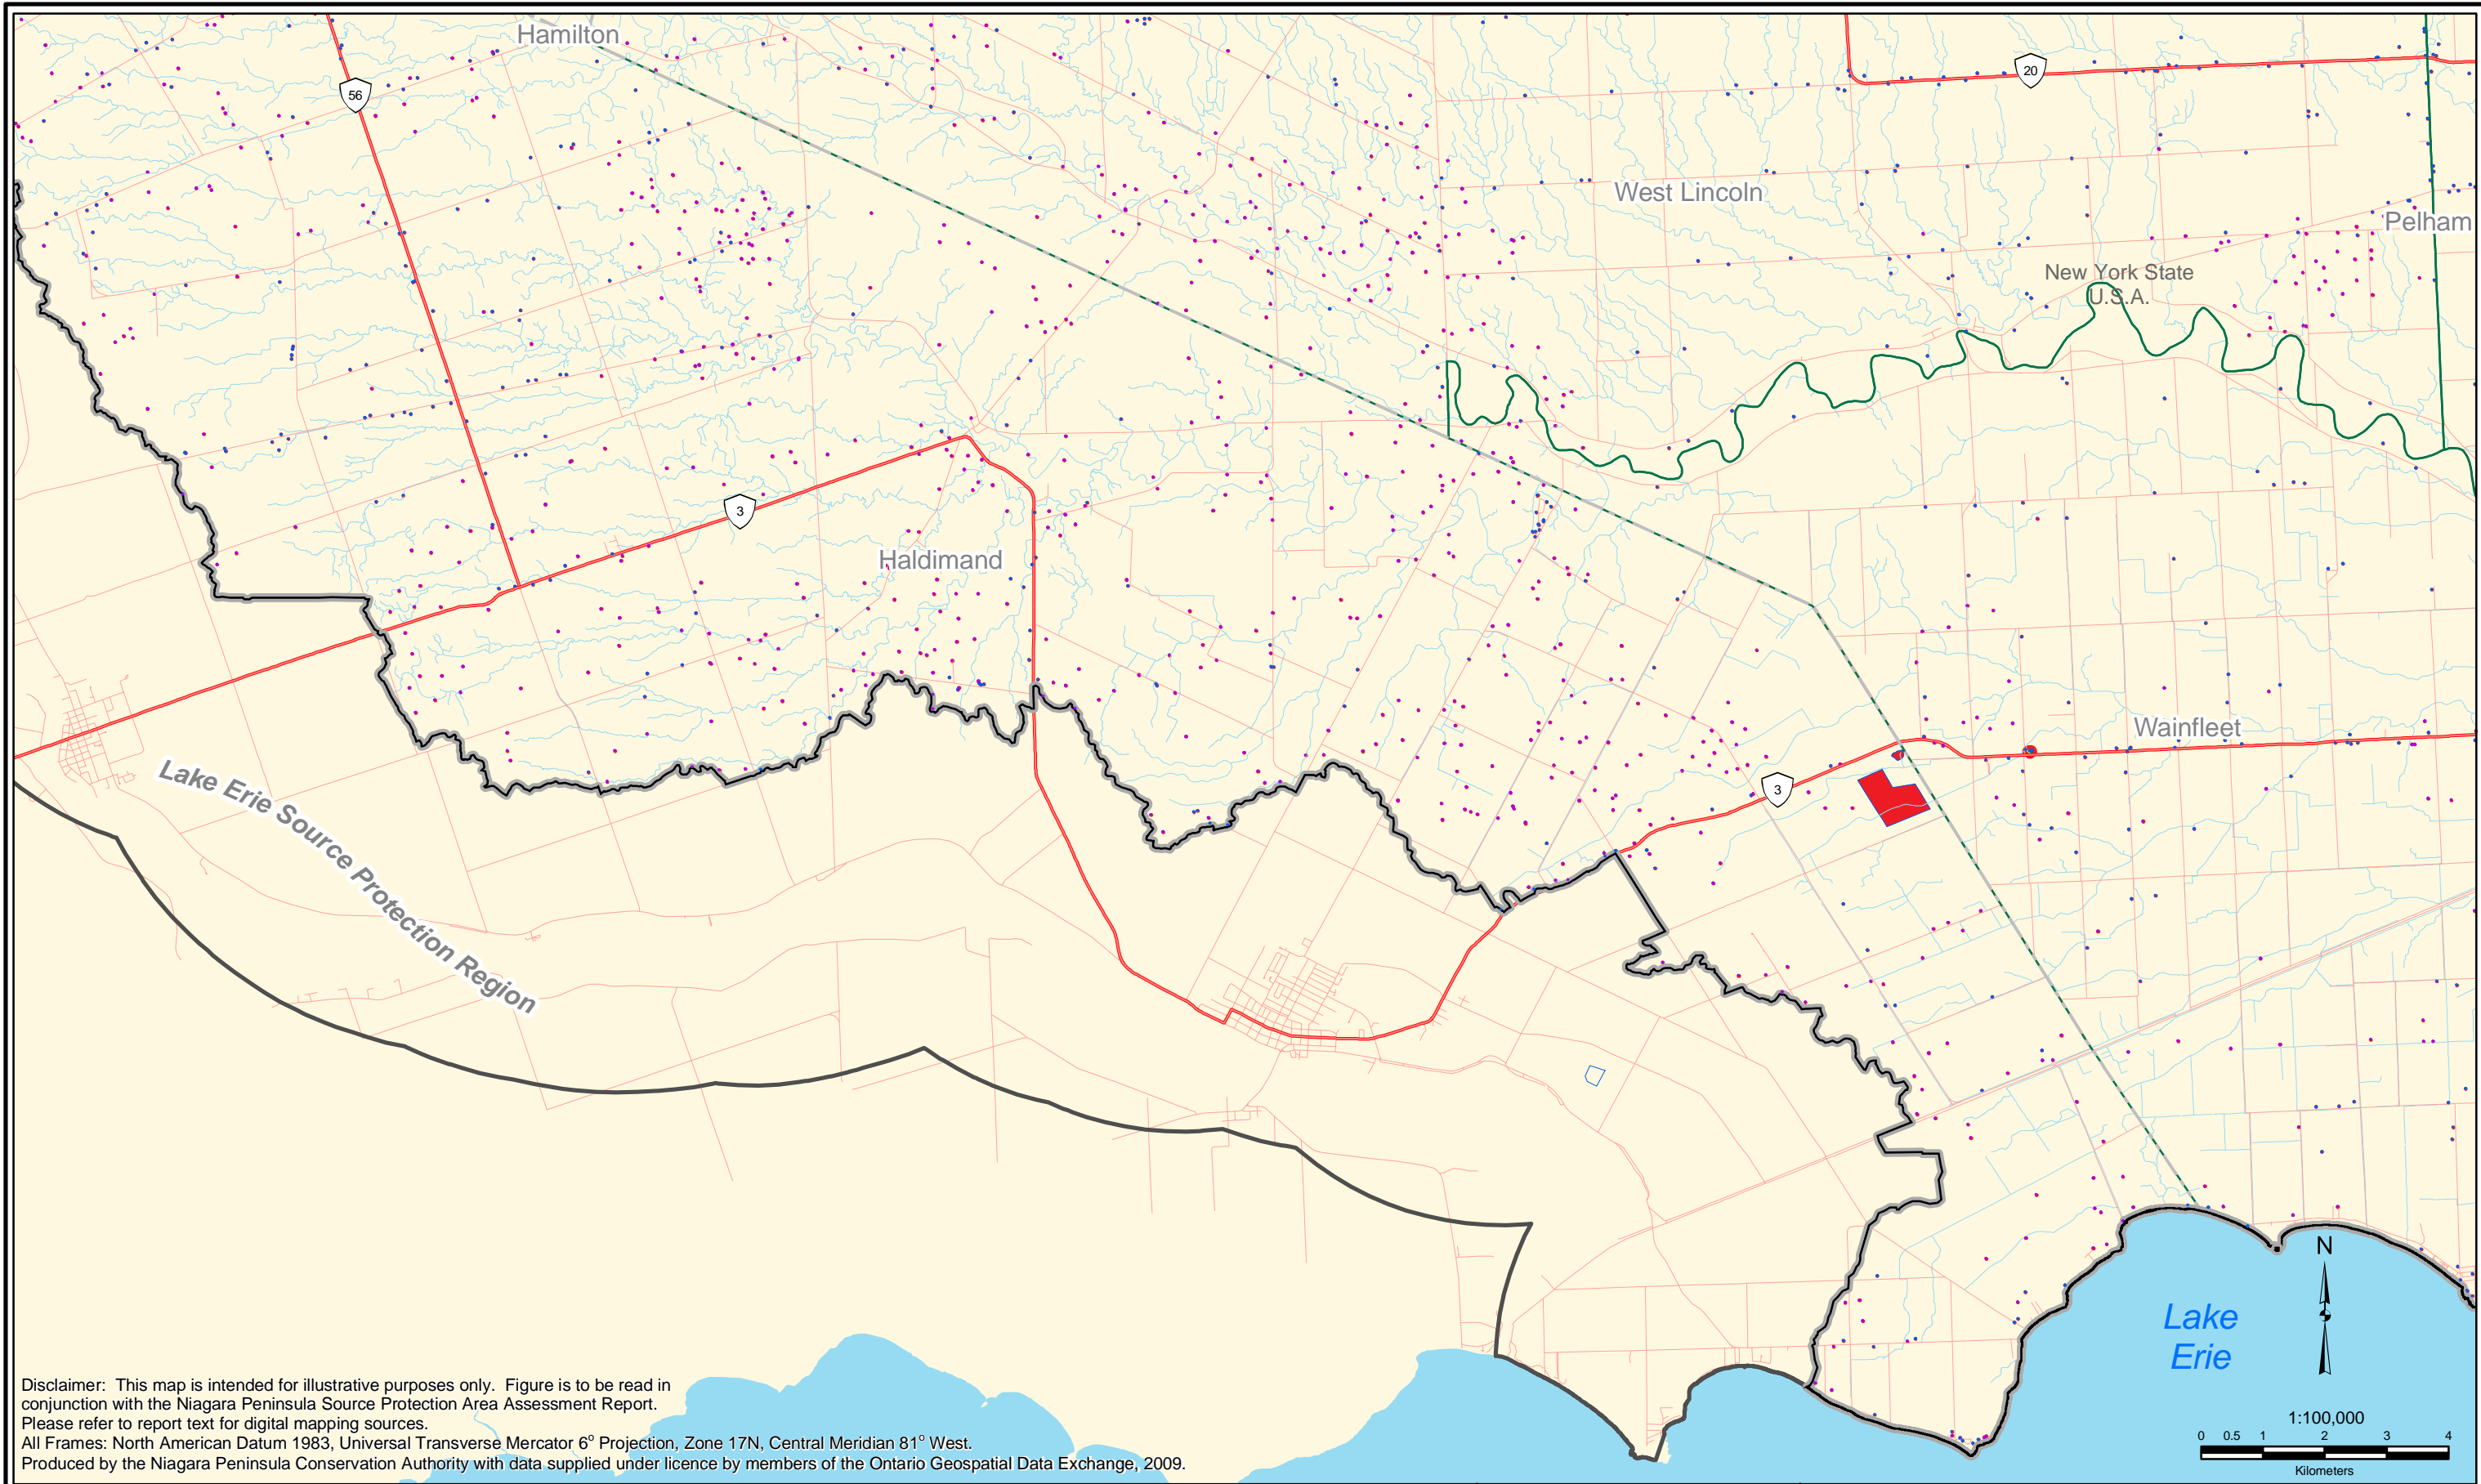 Hamilton
56
20
West Lincoln
Pelham
New York State
U.S.A.
3
Haldimand
Wainfleet
3
Lake Erie Source Protection Region
N
Lake
Erie
1:100,000
0 0.5 1 2 3 4
Kilometers
Disclaimer: This map is intended for illustrative purposes only. Figure is to be read in
conjunction with the Niagara Peninsula Source Protection Area Assessment Report.
Please refer to report text for digital mapping sources.
All Frames: North American Datum 1983, Universal Transverse Mercator 6° Projection, Zone 17N, Central Meridian 81° West.
Produced by the Niagara Peninsula Conservation Authority with data supplied under licence by members of the Ontario Geospatial Data Exchange, 2009.